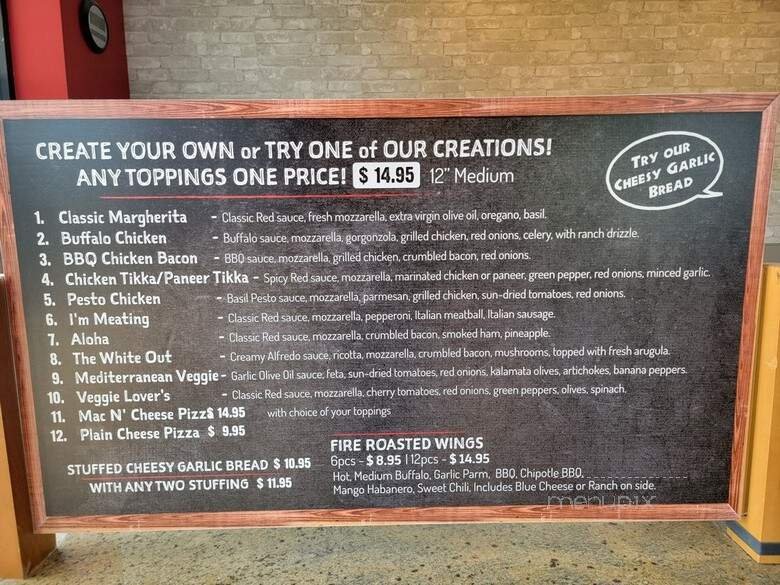 CREATE YOUR OWN or TRY ONE of OUR CREATIONS!
ANY TOPPINGS ONE PRICE! $ 14.95 12" Medium
TRY OUR
CHEESY GARLIC
BREAD
1. Classic Margherita - Classic Red sauce, fresh mozzarella, extra virgin olive oil, oregano, basil.
2. Buffalo Chicken - Buffalo sauce, mozzarella, gorgonzola, grilled chicken, red onions, celery, with ranch drizzle.
3. BBQ Chicken Bacon - BBQ sauce, mozzarella, grilled chicken, crumbled bacon, red onions.
4. Chicken Tikka/Paneer Tikka - Spicy Red sauce, mozzarella, marinated chicken or paneer, green pepper, red onions, minced garlic.
5. Pesto Chicken - Basil Pesto sauce, mozzarella, parmesan, grilled chicken, sun-dried tomatoes, red onions.
6. I'm Meating - Classic Red sauce, mozzarella, pepperoni, Italian meatball, Italian sausage.
7. Aloha - Classic Red sauce, mozzarella, crumbled bacon, smoked ham, pineapple.
8. The White Out - Creamy Alfredo sauce, ricotta, mozzarella, crumbled bacon, mushrooms, topped with fresh arugula.
9. Mediterranean Veggie - Garlic Olive Oil sauce, feta, sun-dried tomatoes, red onions, kalamata olives, artichokes, banana peppers.
10. Veggie Lover's - Classic Red sauce, mozzarella, cherry tomatoes, red onions, green peppers, olives, spinach.
11. Mac N' Cheese Pizz$ 14.95 with choice of your toppings
12. Plain Cheese Pizza $ 9.95
STUFFED CHEESY GARLIC BREAD $ 10.95
WITH ANY TWO STUFFING $ 11.95
FIRE ROASTED WINGS
6pcs - $ 8.95 | 12pcs - $ 14.95
Hot, Medium Buffalo, Garlic Parm, BBQ, Chipotle BBQ,
Mango Habanero, Sweet Chili, Includes Blue Cheese or Ranch on side.
menupix